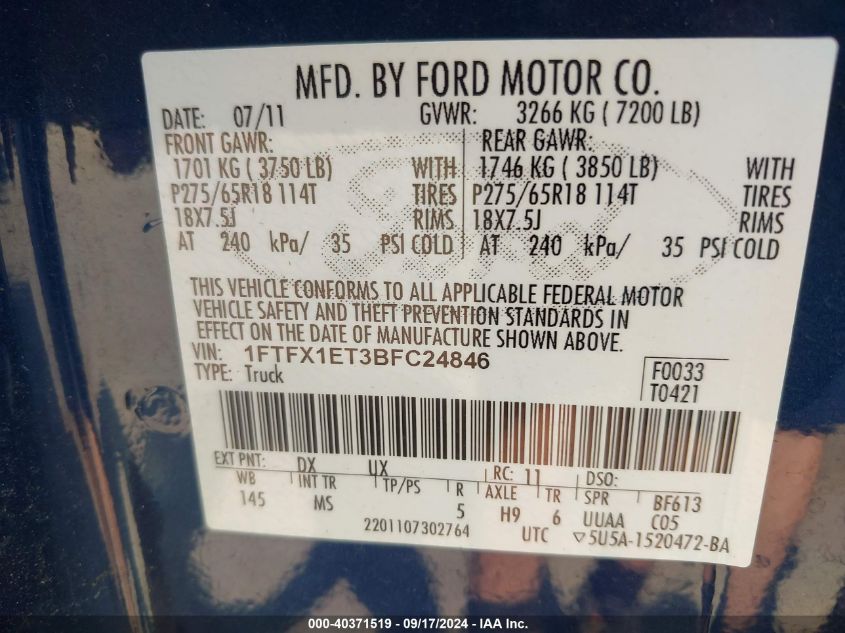 MFD. BY FORD MOTOR CO.
DATE: 07/11 GVWR: 3266 KG ( 7200 LB)
FRONT GAWR: REAR GAWR:
1701 KG ( 3750 LB) WITH 1746 KG ( 3850 LB) WITH
P275/65R18 114T TIRES P275/65R18 114T TIRES
18X7.5J RIMS 18X7.5J RIMS
AT 240 kPa/ 35 PSI COLD AT 240 kPa/ 35 PSI COLD
THIS VEHICLE CONFORMS TO ALL APPLICABLE FEDERAL MOTOR
VEHICLE SAFETY AND THEFT PREVENTION STANDARDS IN
EFFECT ON THE DATE OF MANUFACTURE SHOWN ABOVE.
VIN: 1FTFX1ET3BFC24846
TYPE: Truck
F0033
T0421
EXT PNT: DX UX RC: 11 DSO:
WB INT TR TP/PS R AXLE TR SPR BF613
145 MS 5 H9 6 UUAA C05
2201107302764 UTC ▽5U5A-1520472-BA
000-40371519 - 09/17/2024 - IAA Inc.